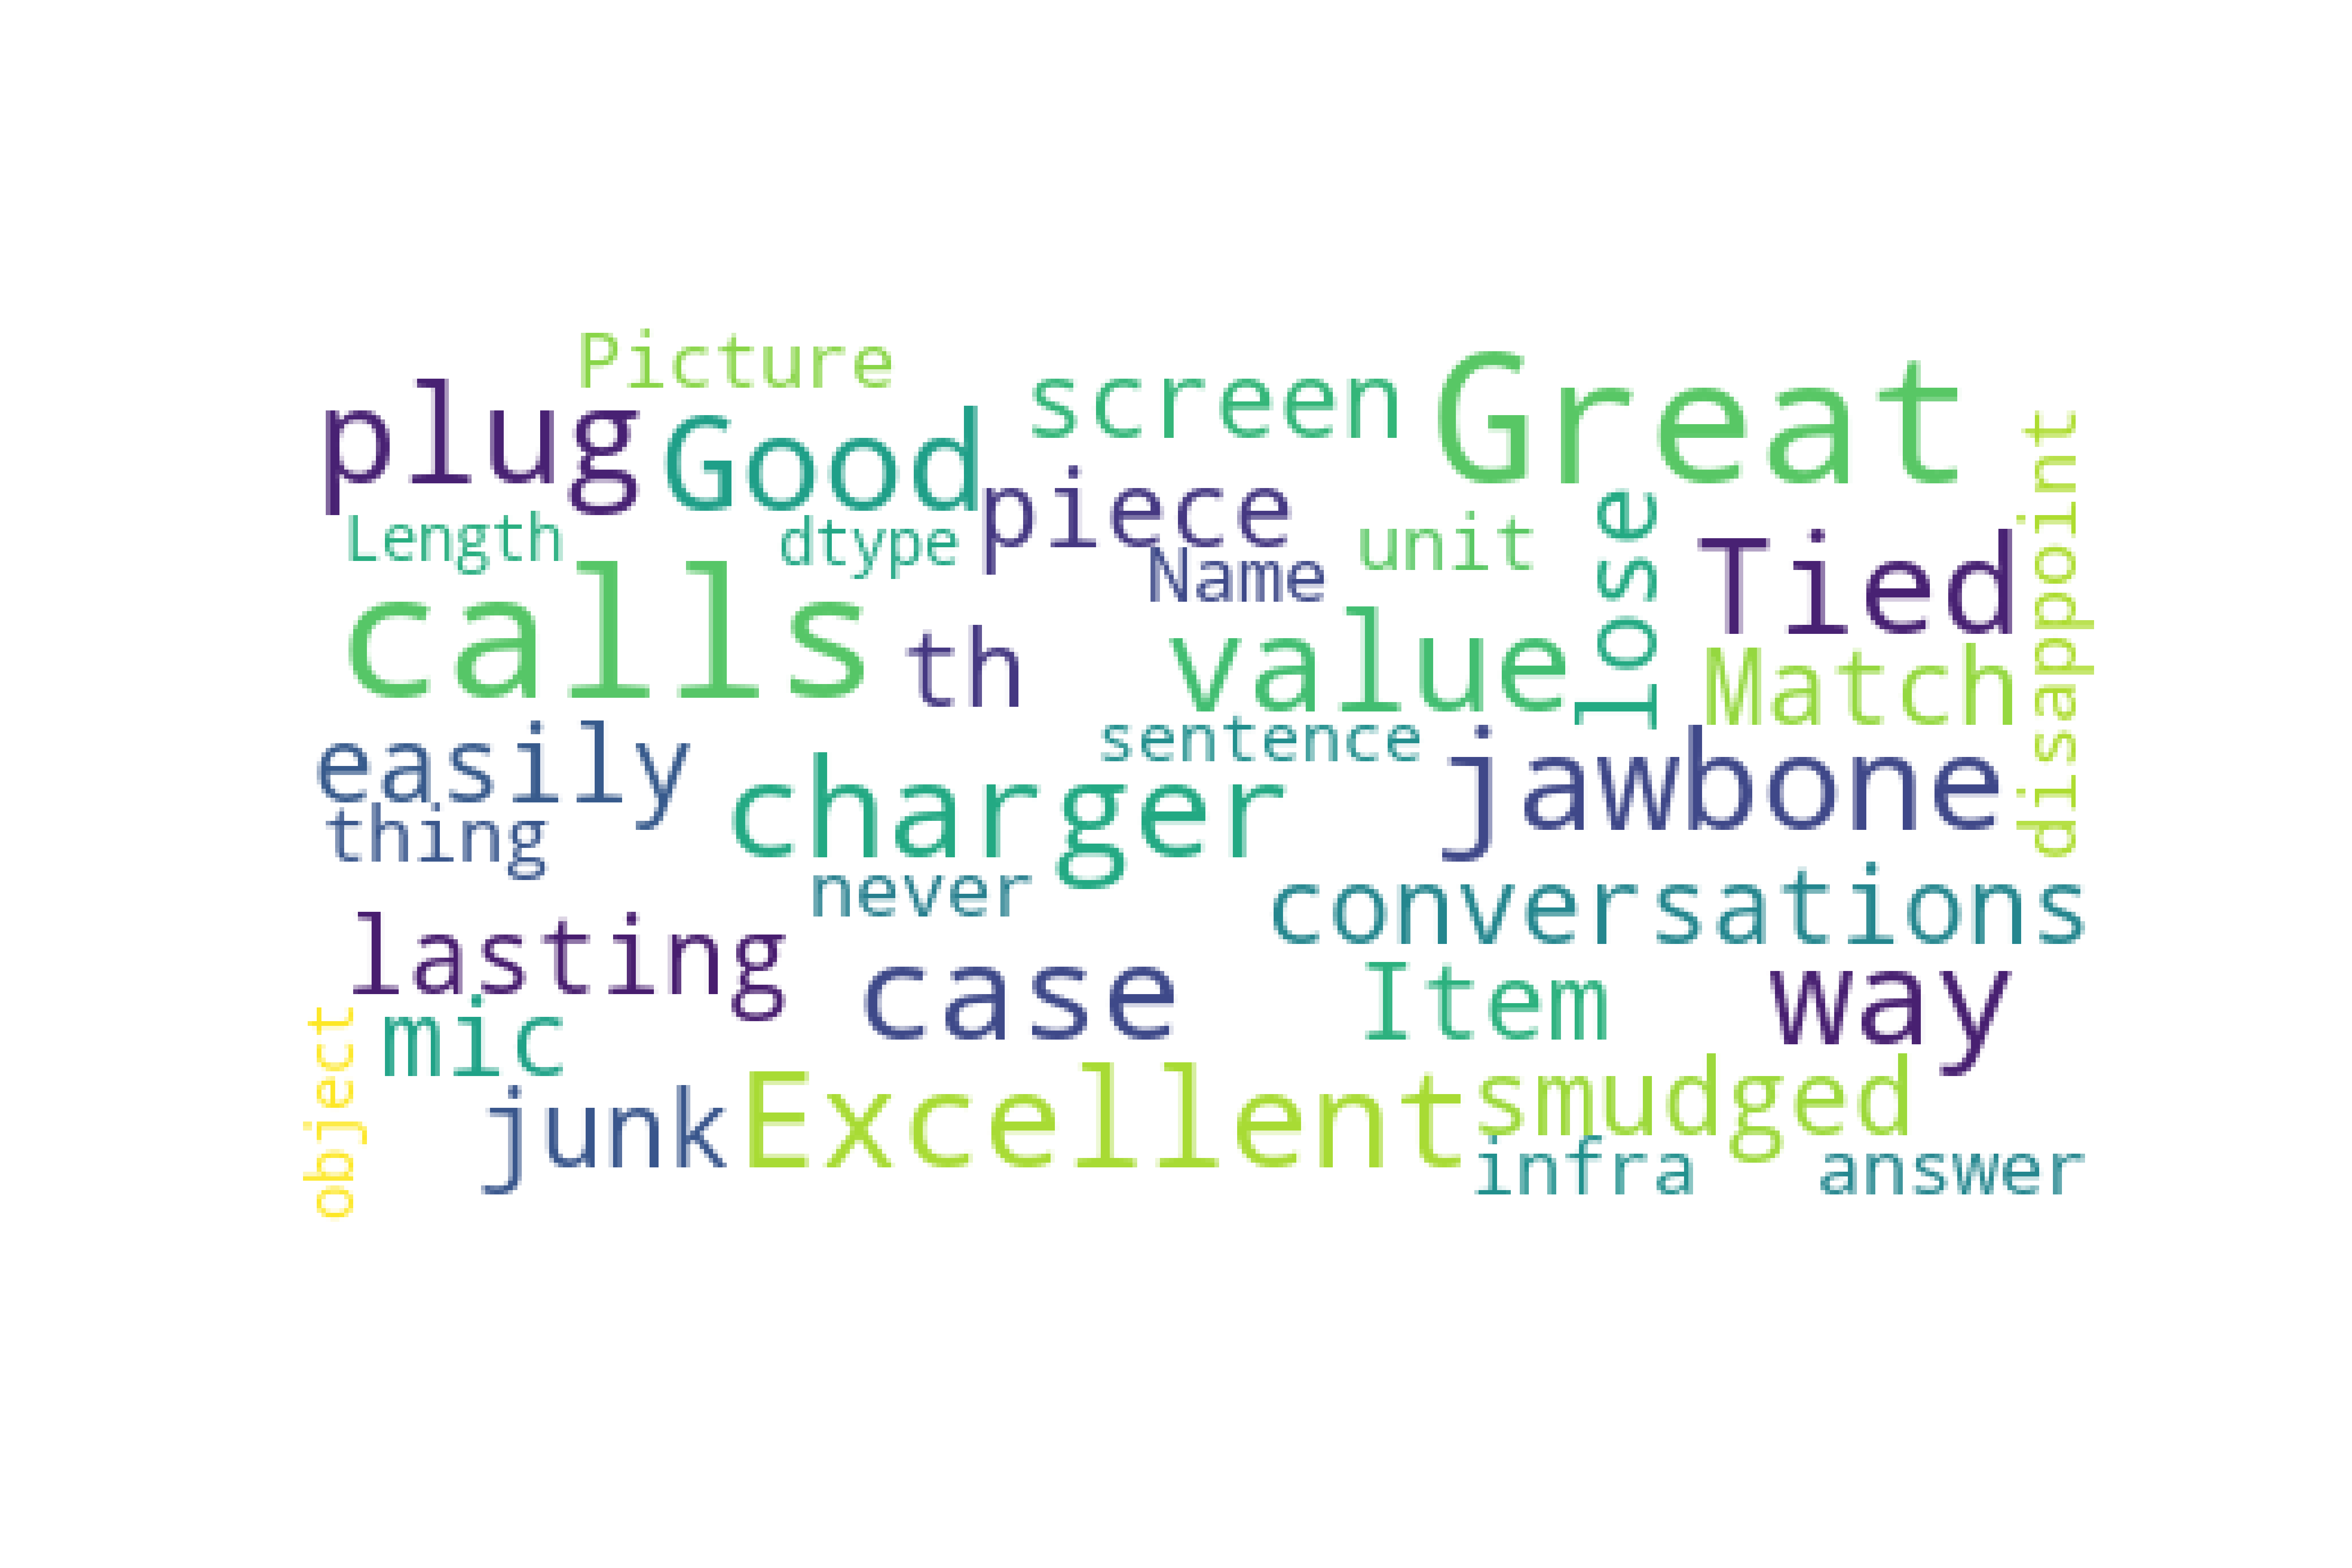 Picture
screen
Great
plug
Good
piece
lose
disappoint
Length
dtype
Name
unit
Tied
calls
th
value
Match
easily
sentence
jawbone
thing
charger
never
conversations
lasting
case
Item
way
object
mic
junk
Excellent
smudged
infra
answer